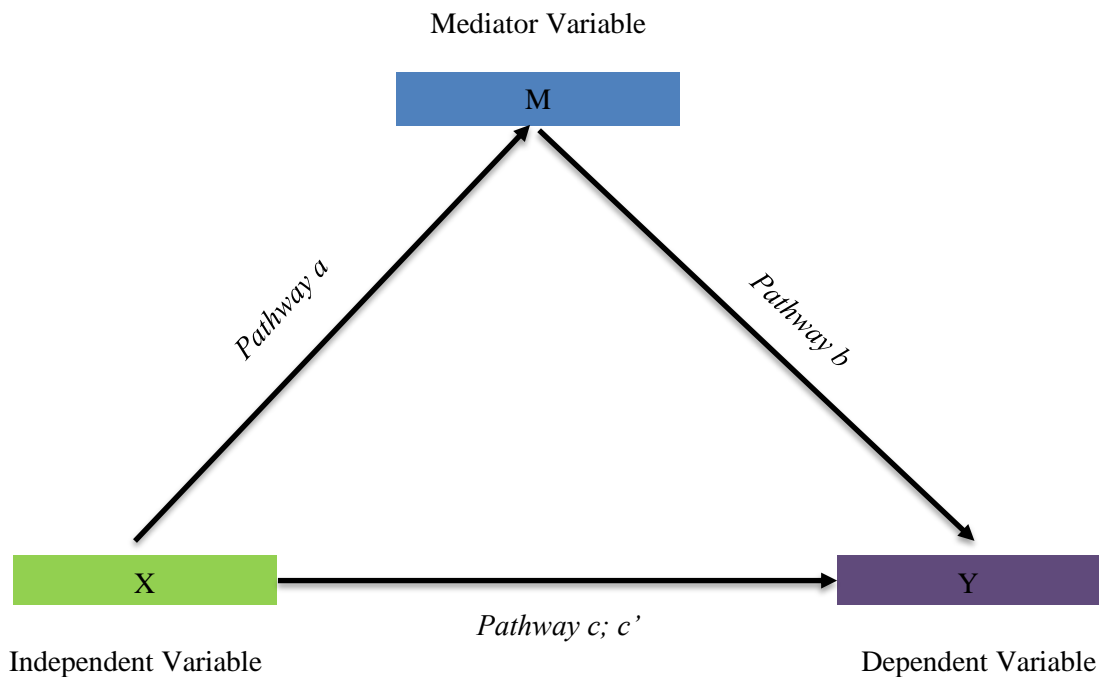 Mediator Variable
M
Pathway a
Pathway b
X
Y
Pathway c; c’
Independent Variable
Dependent Variable